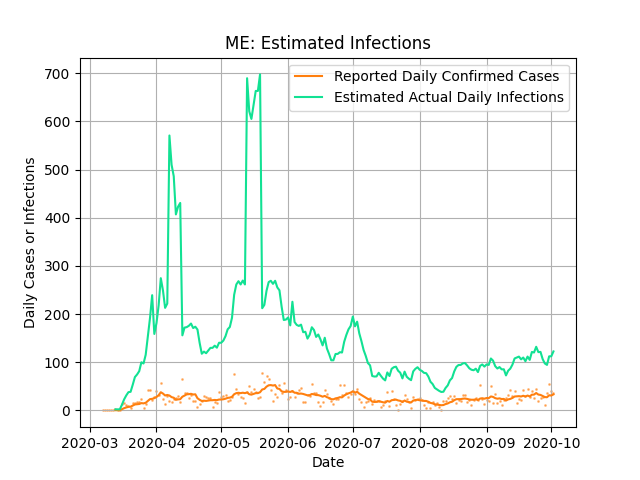 ME: Estimated Infections
Reported Daily Confirmed Cases
Estimated Actual Daily Infections
Daily Cases or Infections
700
600
500
400
300
200
100
0
2020-03 2020-04 2020-05 2020-06 2020-07 2020-08 2020-09 2020-10
Date